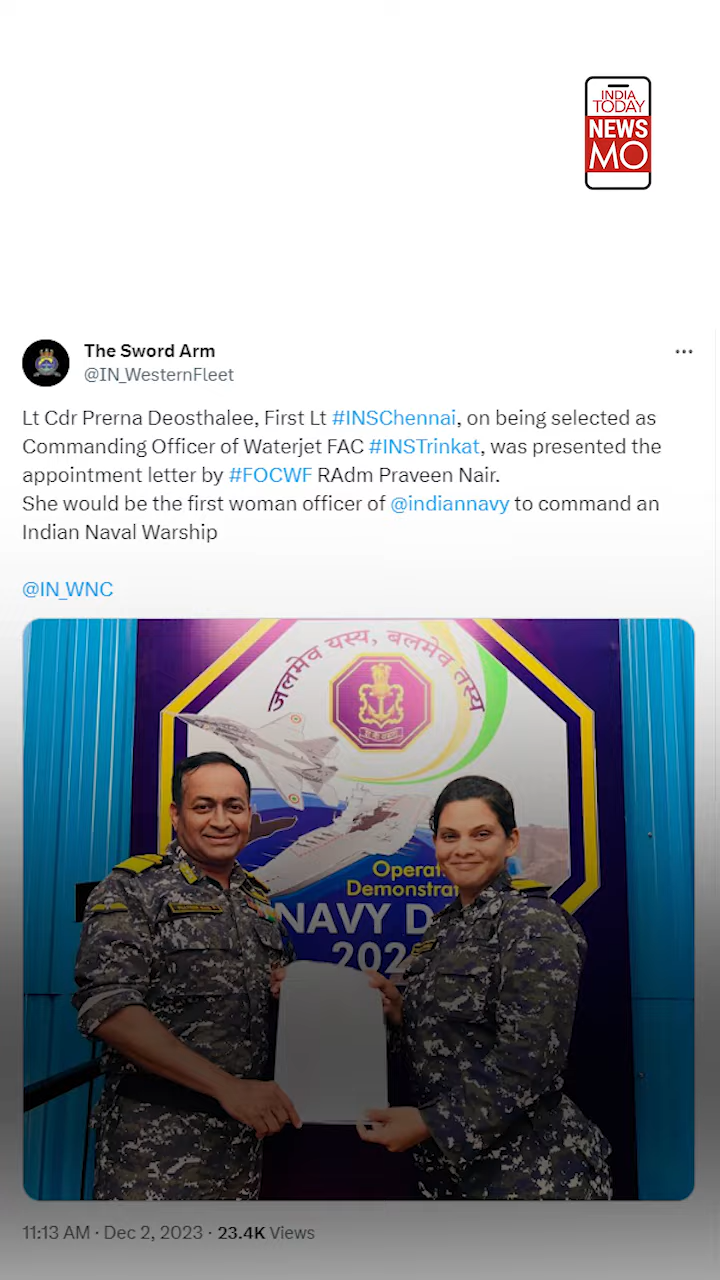 INDIA
TODAY
NEWS
MO
The Sword Arm
@IN_WesternFleet
Lt Cdr Prerna Deosthalee, First Lt #INSChennai, on being selected as
Commanding Officer of Waterjet FAC #INSTrinkat, was presented the
appointment letter by #FOCWF RAdm Praveen Nair.
She would be the first woman officer of @indiannavy to command an
Indian Naval Warship
@IN_WNC
जलमेव यस्य, बलमेव तस्य
Operat
Demonstrat
NAVY D
202
11:13 AM · Dec 2, 2023 · 23.4K Views